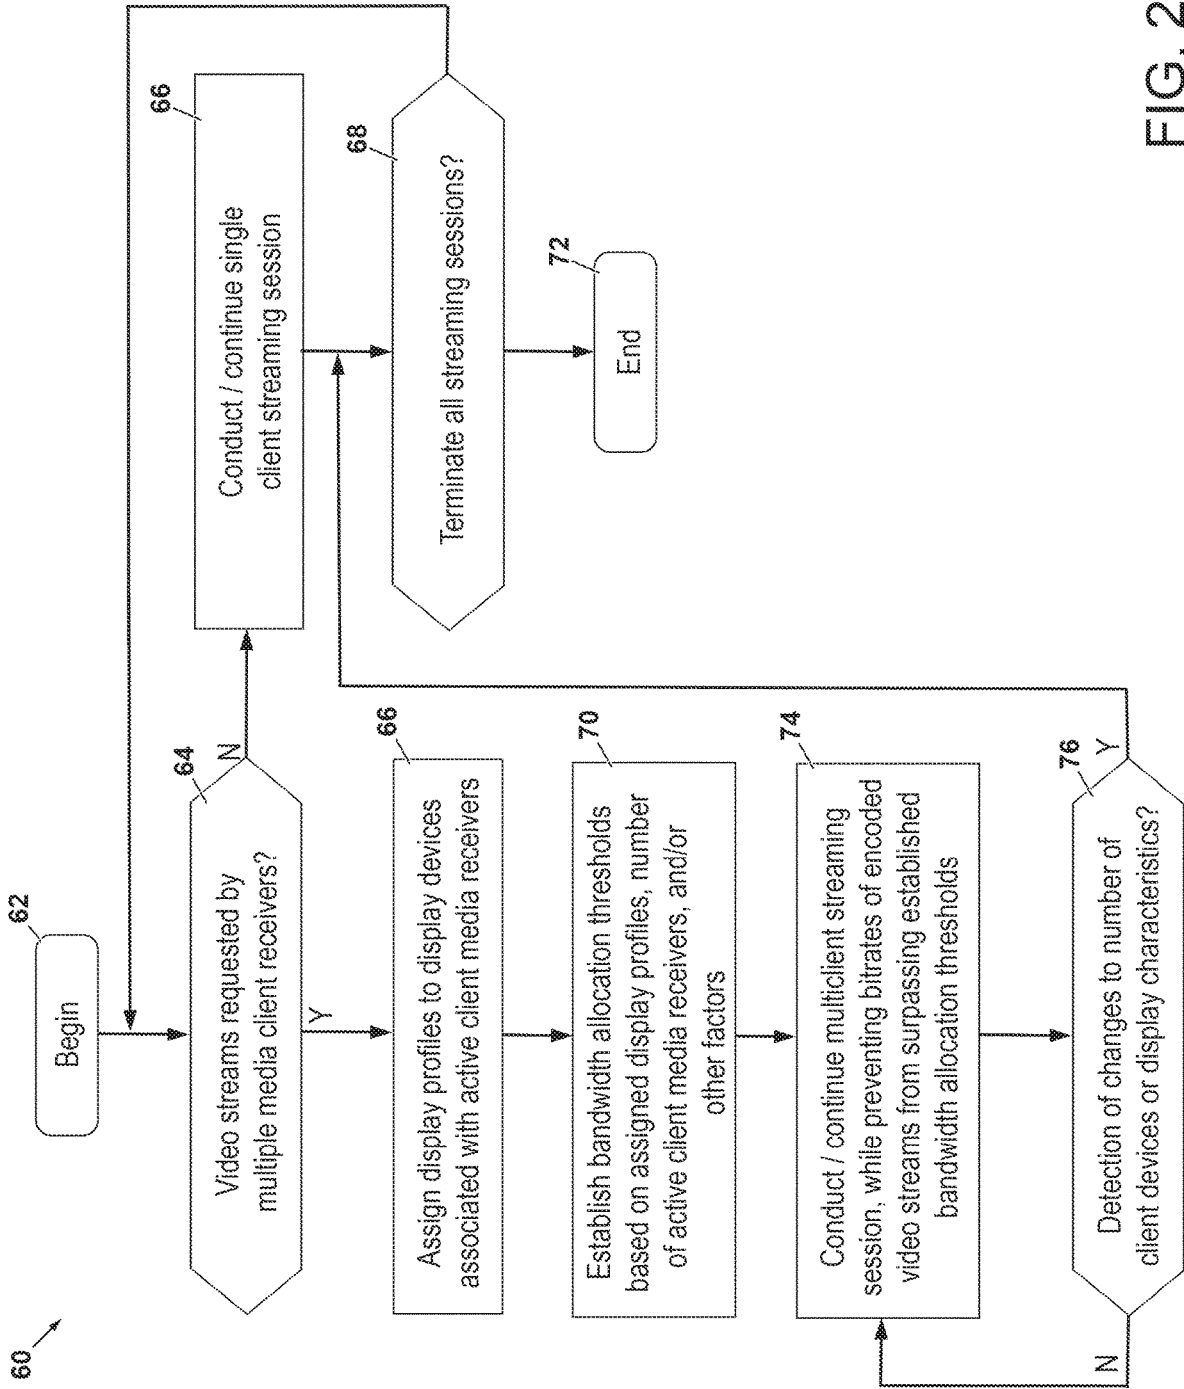 60
62
Begin
64
Video streams requested by
multiple media client receivers?
N
Y
66
Conduct / continue single
client streaming session
68
Terminate all streaming sessions?
72
End
66
Assign display profiles to display devices
associated with active client media receivers
70
Establish bandwidth allocation thresholds
based on assigned display profiles, number
of active client media receivers, and/or
other factors
74
Conduct / continue multiclient streaming
session, while preventing bitrates of encoded
video streams from surpassing established
bandwidth allocation thresholds
76
Detection of changes to number of
client devices or display characteristics?
N
Y
FIG. 2